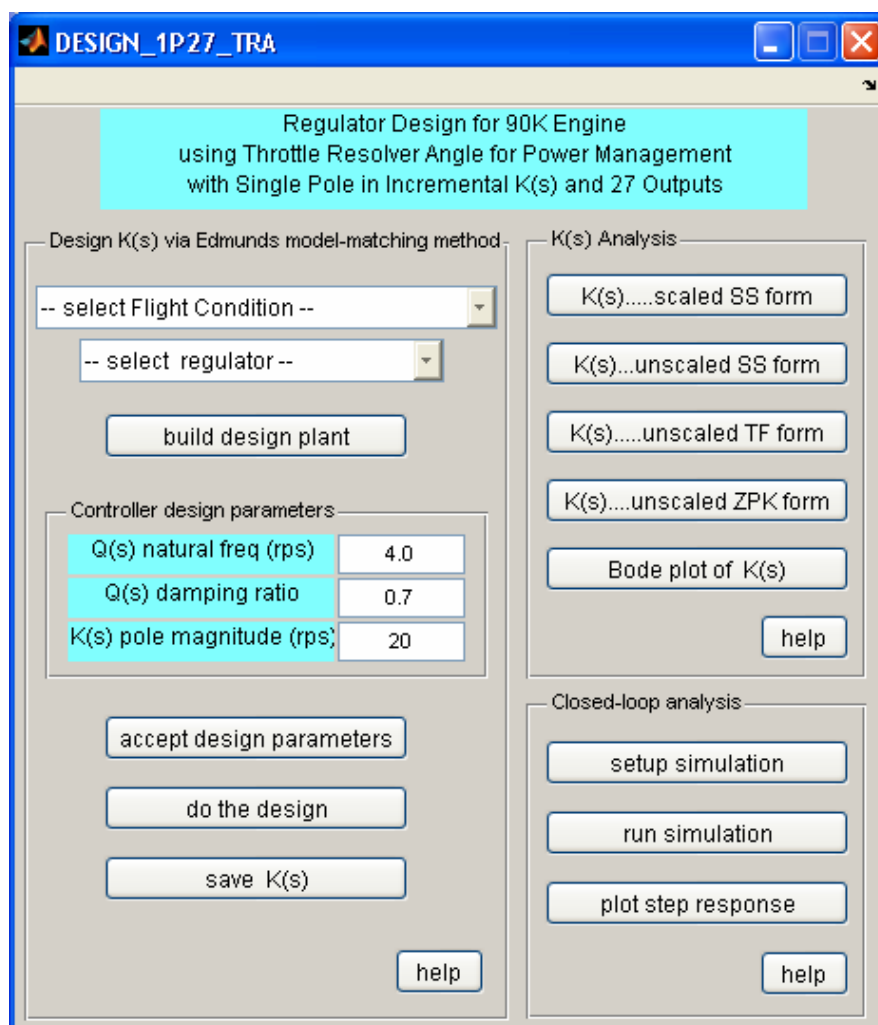 DESIGN_1P27_TRA
Regulator Design for 90K Engine
using Throttle Resolver Angle for Power Management
with Single Pole in Incremental K(s) and 27 Outputs
Design K(s) via Edmunds model-matching method
-- select Flight Condition --
-- select regulator --
build design plant
Controller design parameters
Q(s) natural freq (rps) 4.0
Q(s) damping ratio 0.7
K(s) pole magnitude (rps) 20
accept design parameters
do the design
save K(s)
help
K(s) Analysis
K(s).....scaled SS form
K(s)...unscaled SS form
K(s).....unscaled TF form
K(s)....unscaled ZPK form
Bode plot of K(s)
help
Closed-loop analysis
setup simulation
run simulation
plot step response
help